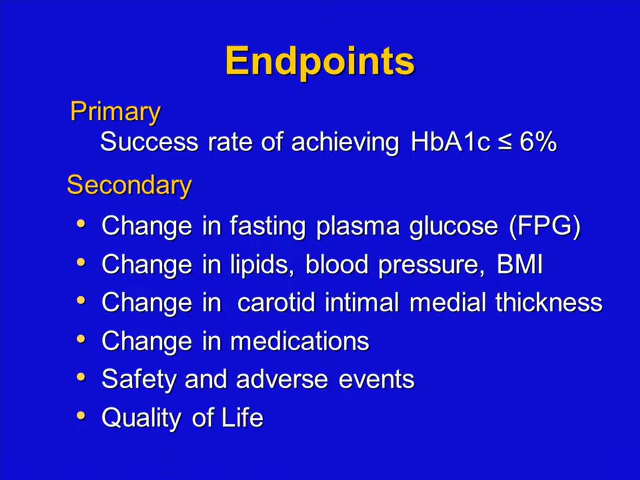 Endpoints
Primary
Success rate of achieving HbA1c ≤ 6%
Secondary
• Change in fasting plasma glucose (FPG)
• Change in lipids, blood pressure, BMI
• Change in  carotid intimal medial thickness
• Change in medications
• Safety and adverse events
• Quality of Life